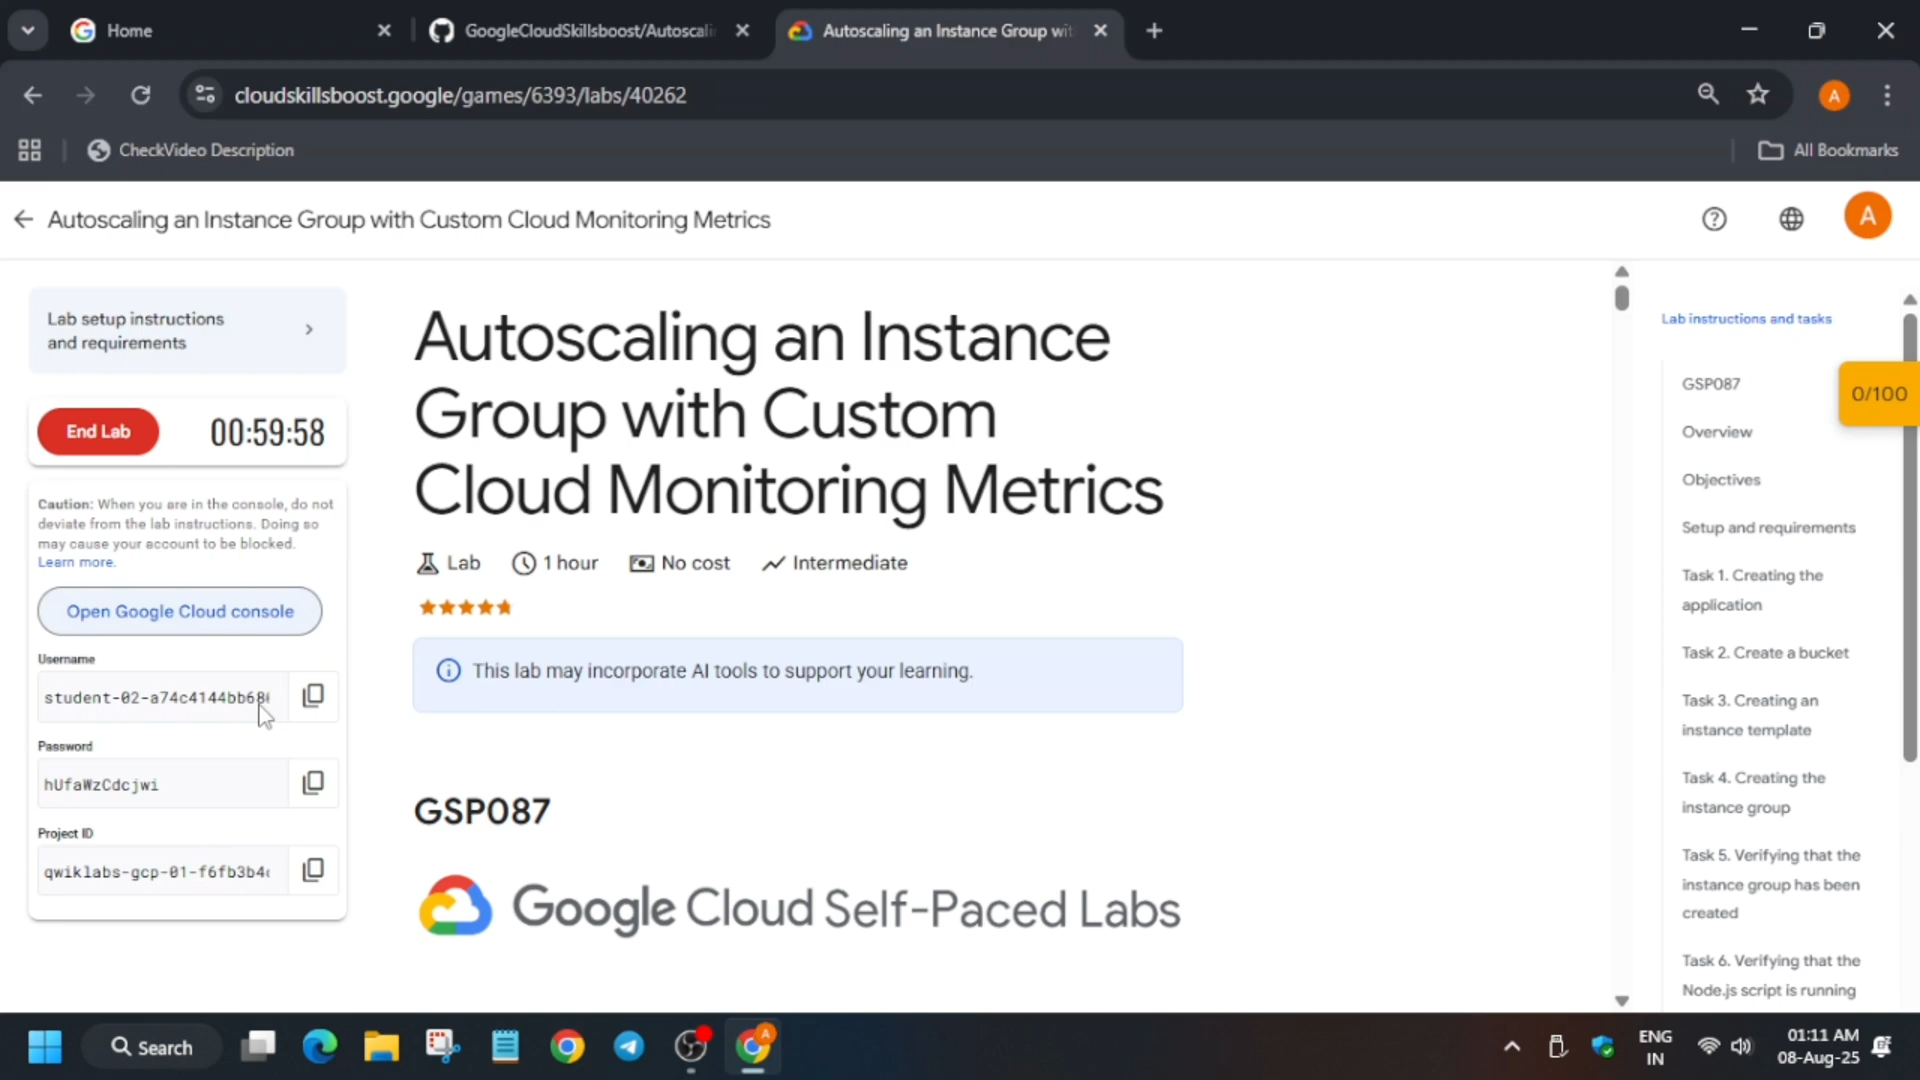 Home
GoogleCloudSkillsboost/Autoscali
Autoscaling an Instance Group wit
cloudskillsboost.google/games/6393/labs/40262
A
CheckVideo Description
All Bookmarks
Autoscaling an Instance Group with Custom Cloud Monitoring Metrics
A
Lab setup instructions
and requirements
End Lab
00:59:58
Caution: When you are in the console, do not
deviate from the lab instructions. Doing so
may cause your account to be blocked.
Learn more.
Open Google Cloud console
Username
student-02-a74c4144bb68
Password
hUfaWzCdcjwi
Project ID
qwiklabs-gcp-01-f6fb3b4
Autoscaling an Instance
Group with Custom
Cloud Monitoring Metrics
Lab
1 hour
No cost
Intermediate
This lab may incorporate AI tools to support your learning.
GSP087
Google Cloud Self-Paced Labs
Lab instructions and tasks
0/100
GSP087
Overview
Objectives
Setup and requirements
Task 1. Creating the
application
Task 2. Create a bucket
Task 3. Creating an
instance template
Task 4. Creating the
instance group
Task 5. Verifying that the
instance group has been
created
Task 6. Verifying that the
Node.js script is running
Search
A
ENG
IN
01:11 AM
08-Aug-25